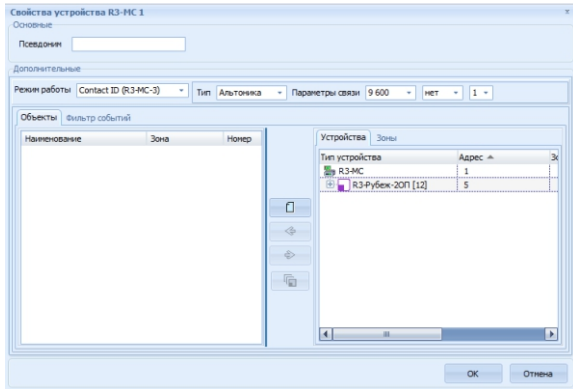 Свойства устройства R3-МС 1
Основные
Псевдоним
Дополнительные
Режим работы Contact ID (R3-МС-3) Тип Альтоника Параметры связи 9 600 нет 1
Объекты Фильтр событий
Наименование Зона Номер
Устройства Зоны
Тип устройства Адрес Зо
R3-МС 1
R3-Рубеж-2ОП [12] 5
ОК Отмена